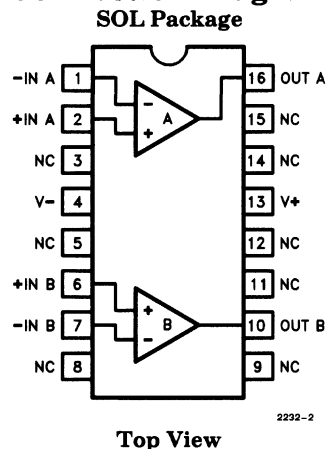 SOL Package
-IN A 1 16 OUT A
- A
+IN A 2 + 15 NC
NC 3 14 NC
V- 4 13 V+
NC 5 12 NC
+IN B 6 11 NC
+ B
-IN B 7 - 10 OUT B
NC 8 9 NC
2232-2
Top View